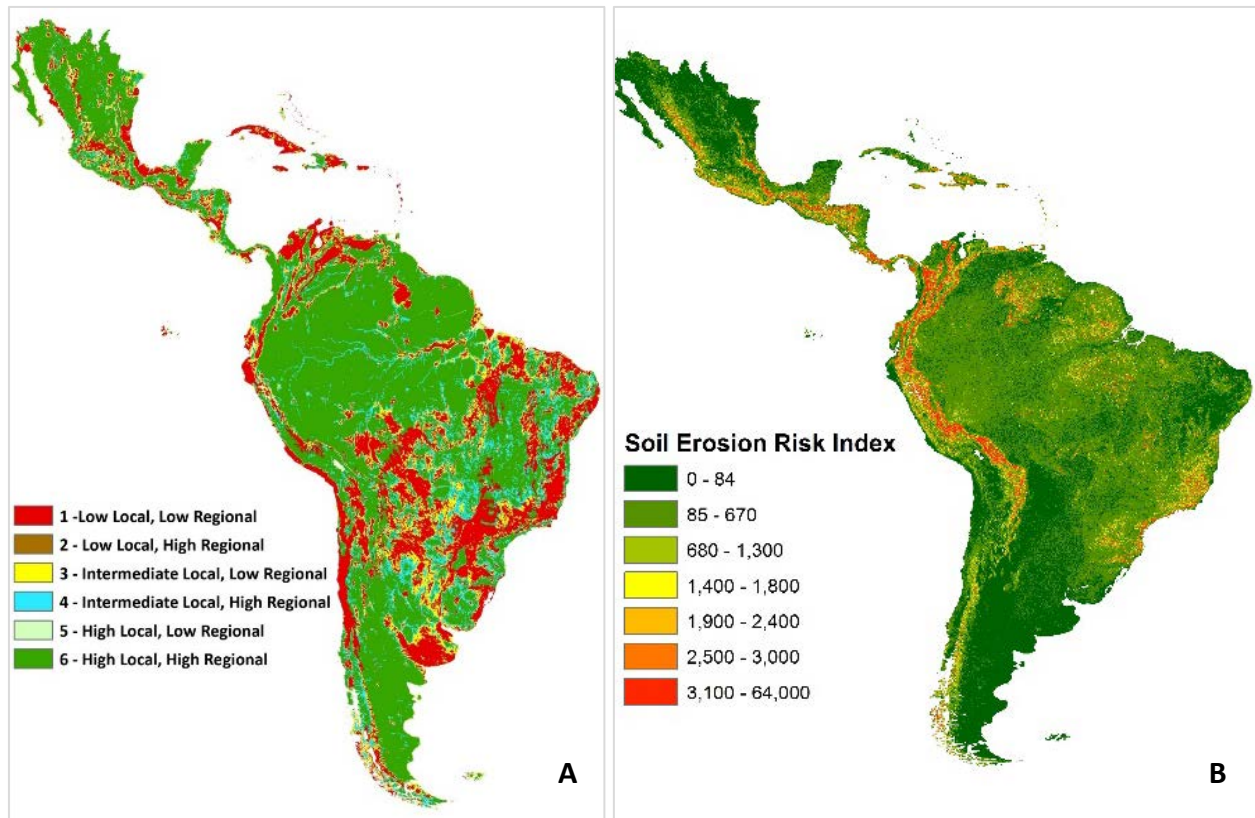 1 -Low Local, Low Regional
2 - Low Local, High Regional
3 - Intermediate Local, Low Regional
4 - Intermediate Local, High Regional
5 - High Local, Low Regional
6 - High Local, High Regional
A
Soil Erosion Risk Index
0 - 84
85 - 670
680 - 1,300
1,400 - 1,800
1,900 - 2,400
2,500 - 3,000
3,100 - 64,000
B